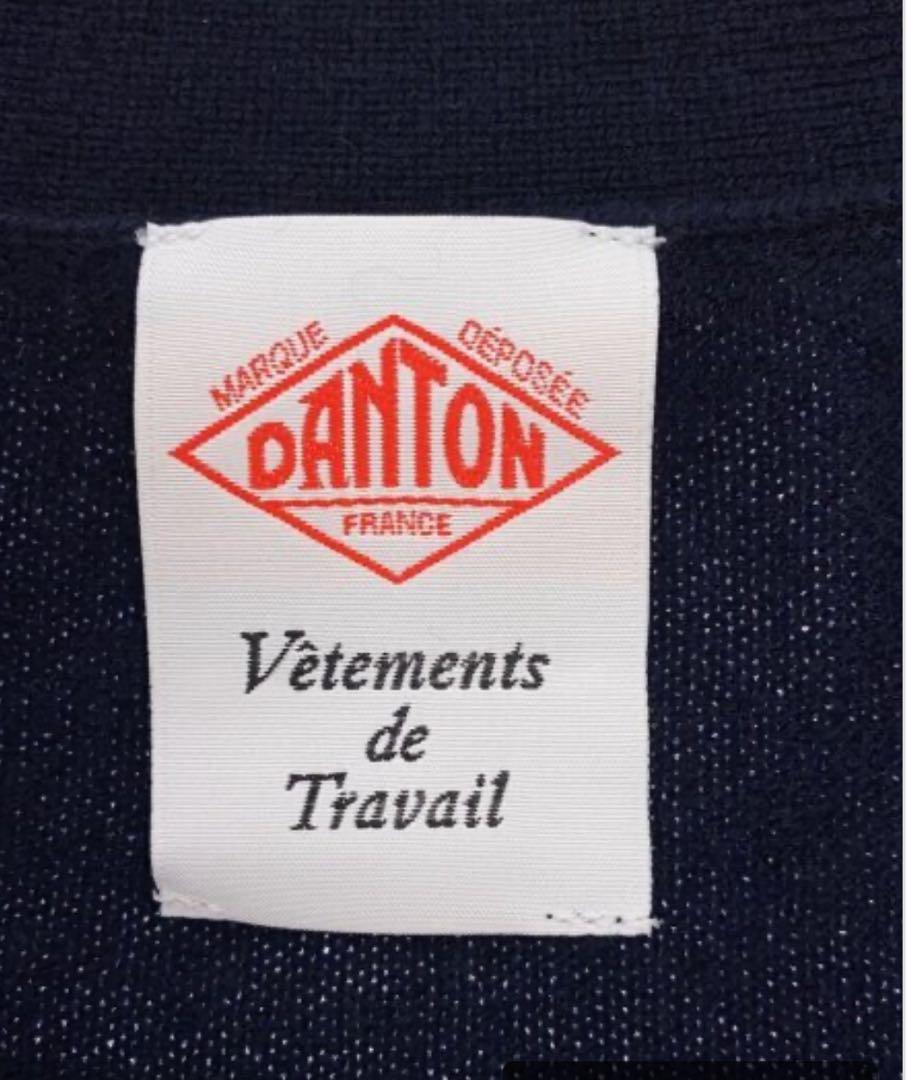 MARQUE DÉPOSÉE
DANTON
FRANCE
Vêtements
de
Travail